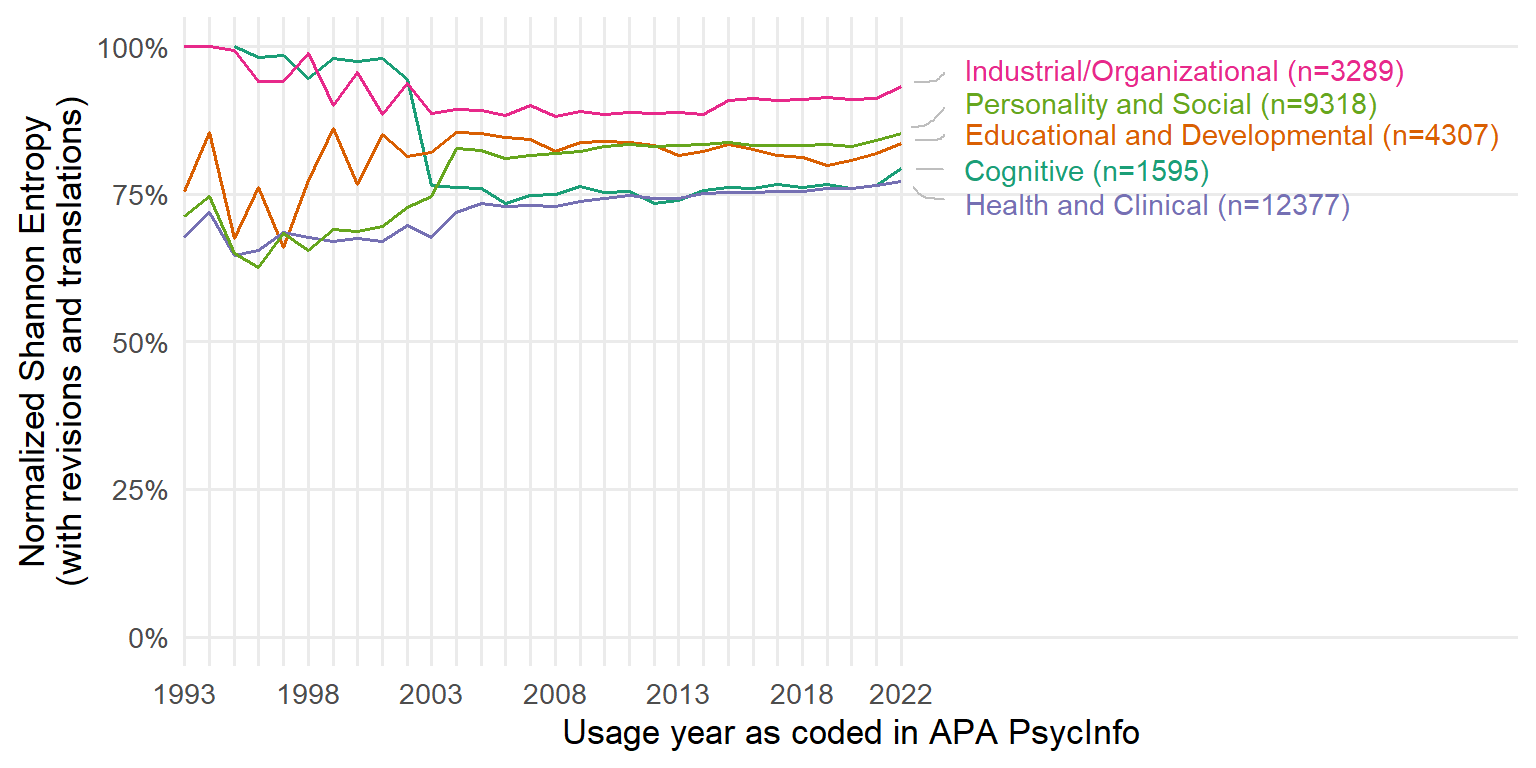 Normalized Shannon Entropy
(with revisions and translations)
100%
75%
50%
25%
0%
Industrial/Organizational (n=3289)
Personality and Social (n=9318)
Educational and Developmental (n=4307)
Cognitive (n=1595)
Health and Clinical (n=12377)
1993 1998 2003 2008 2013 2018 2022
Usage year as coded in APA PsycInfo